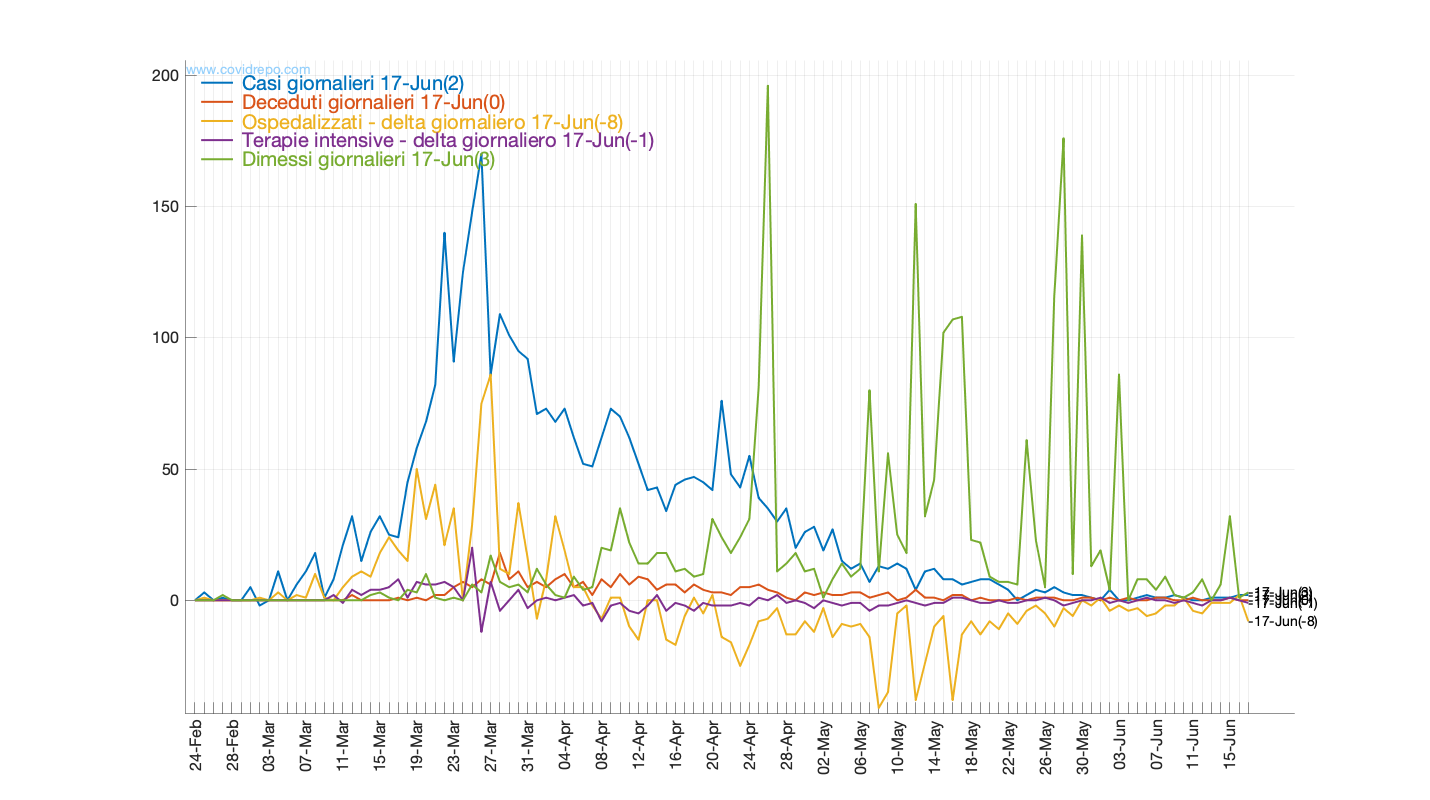 www.covidrepo.com
Casi giornalieri 17-Jun(2)
Deceduti giornalieri 17-Jun(0)
Ospedalizzati - delta giornaliero 17-Jun(-8)
Terapie intensive - delta giornaliero 17-Jun(-1)
Dimessi giornalieri 17-Jun(3)
200
150
100
50
0
17-Jun(-8)
24-Feb
28-Feb
03-Mar
07-Mar
11-Mar
15-Mar
19-Mar
23-Mar
27-Mar
31-Mar
04-Apr
08-Apr
12-Apr
16-Apr
20-Apr
24-Apr
28-Apr
02-May
06-May
10-May
14-May
18-May
22-May
26-May
30-May
03-Jun
07-Jun
11-Jun
15-Jun